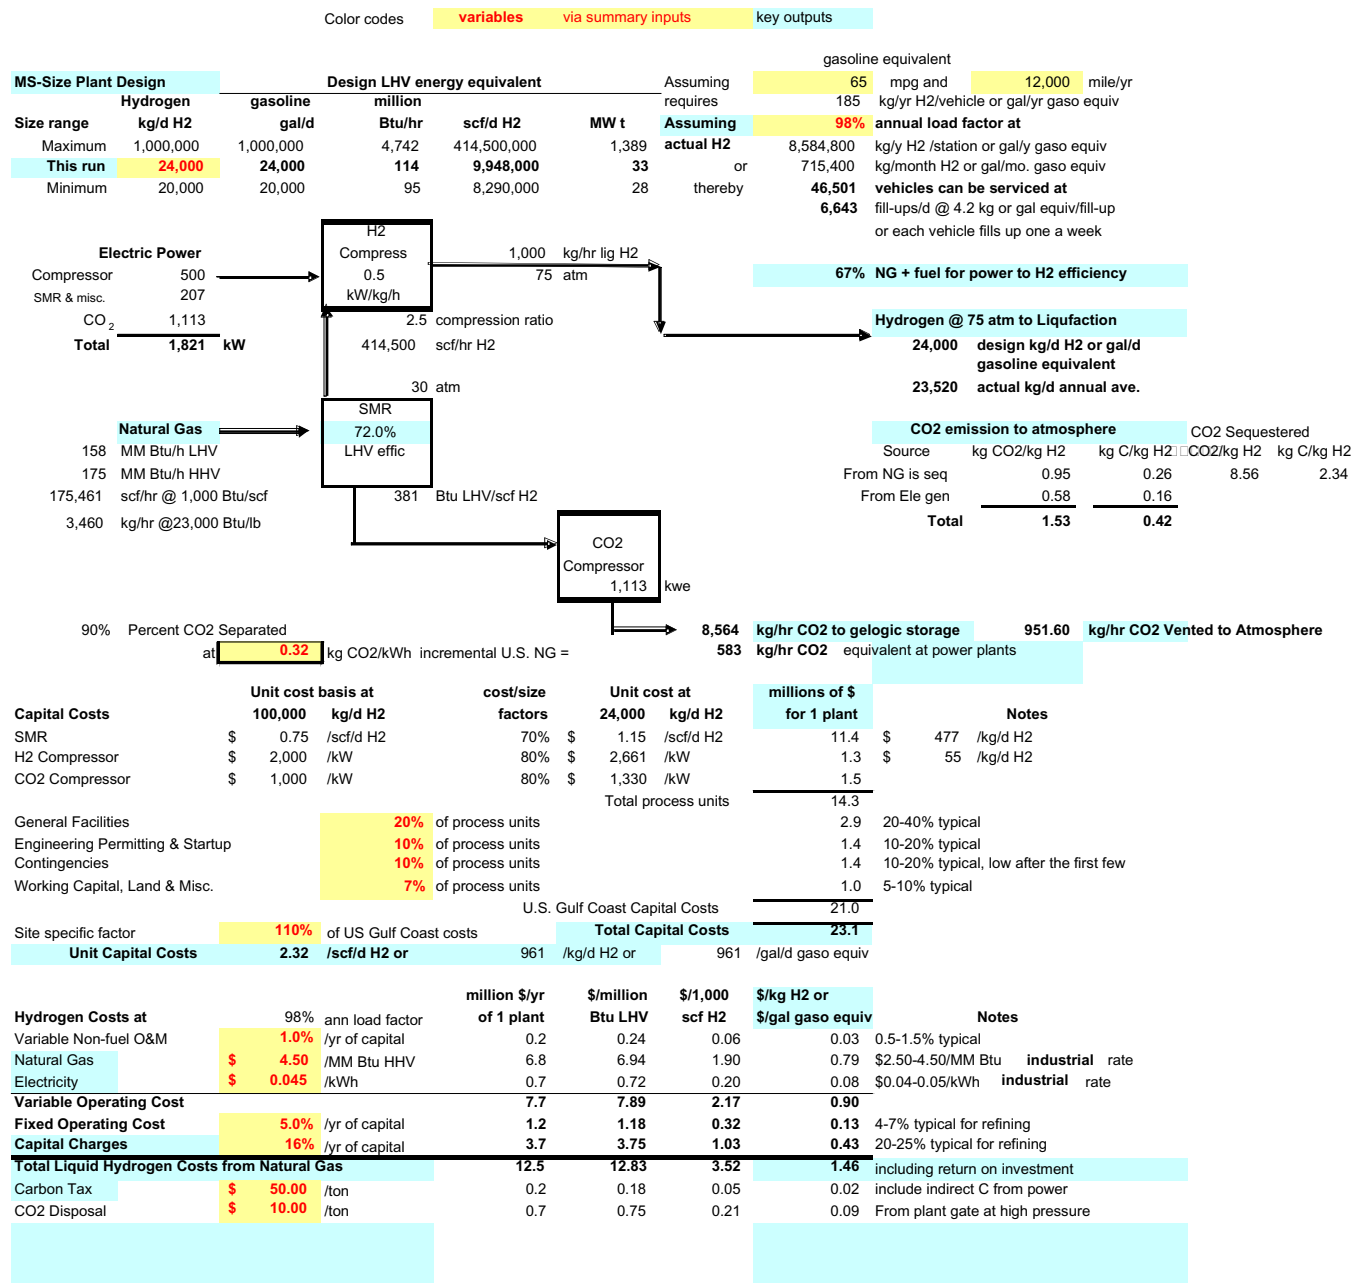 Color codes variables via summary inputs key outputs
gasoline equivalent
MS-Size Plant Design Design LHV energy equivalent Assuming 65 mpg and 12,000 mile/yr
Hydrogen gasoline million requires 185 kg/yr H2/vehicle or gal/yr gaso equiv
Size range kg/d H2 gal/d Btu/hr scf/d H2 MW t Assuming 98% annual load factor at
Maximum 1,000,000 1,000,000 4,742 414,500,000 1,389 actual H2 8,584,800 kg/y H2 /station or gal/y gaso equiv
This run 24,000 24,000 114 9,948,000 33 or 715,400 kg/month H2 or gal/mo. gaso equiv
Minimum 20,000 20,000 95 8,290,000 28 thereby 46,501 vehicles can be serviced at
6,643 fill-ups/d @ 4.2 kg or gal equiv/fill-up
H2 or each vehicle fills up one a week
Electric Power Compress 1,000 kg/hr lig H2
Compressor 500 0.5 75 atm 67% NG + fuel for power to H2 efficiency
SMR & misc. 207 kW/kg/h
CO 2 1,113 2.5 compression ratio Hydrogen @ 75 atm to Liqufaction
Total 1,821 kW 414,500 scf/hr H2 24,000 design kg/d H2 or gal/d
gasoline equivalent
30 atm 23,520 actual kg/d annual ave.
SMR
Natural Gas 72.0% CO2 emission to atmosphere CO2 Sequestered
158 MM Btu/h LHV LHV effic Source kg CO2/kg H2 kg C/kg H2 CO2/kg H2 kg C/kg H2
175 MM Btu/h HHV From NG is seq 0.95 0.26 8.56 2.34
175,461 scf/hr @ 1,000 Btu/scf 381 Btu LHV/scf H2 From Ele gen 0.58 0.16
3,460 kg/hr @23,000 Btu/lb Total 1.53 0.42
CO2
Compressor
1,113 kwe
90% Percent CO2 Separated 8,564 kg/hr CO2 to gelogic storage 951.60 kg/hr CO2 Vented to Atmosphere
at 0.32 kg CO2/kWh incremental U.S. NG = 583 kg/hr CO2 equivalent at power plants
Unit cost basis at cost/size Unit cost at millions of $
Capital Costs 100,000 kg/d H2 factors 24,000 kg/d H2 for 1 plant Notes
SMR $ 0.75 /scf/d H2 70% $ 1.15 /scf/d H2 11.4 $ 477 /kg/d H2
H2 Compressor $ 2,000 /kW 80% $ 2,661 /kW 1.3 $ 55 /kg/d H2
CO2 Compressor $ 1,000 /kW 80% $ 1,330 /kW 1.5
Total process units 14.3
General Facilities 20% of process units 2.9 20-40% typical
Engineering Permitting & Startup 10% of process units 1.4 10-20% typical
Contingencies 10% of process units 1.4 10-20% typical, low after the first few
Working Capital, Land & Misc. 7% of process units 1.0 5-10% typical
U.S. Gulf Coast Capital Costs 21.0
Site specific factor 110% of US Gulf Coast costs Total Capital Costs 23.1
Unit Capital Costs 2.32 /scf/d H2 or 961 /kg/d H2 or 961 /gal/d gaso equiv
million $/yr $/million $/1,000 $/kg H2 or
Hydrogen Costs at 98% ann load factor of 1 plant Btu LHV scf H2 $/gal gaso equiv Notes
Variable Non-fuel O&M 1.0% /yr of capital 0.2 0.24 0.06 0.03 0.5-1.5% typical
Natural Gas $ 4.50 /MM Btu HHV 6.8 6.94 1.90 0.79 $2.50-4.50/MM Btu industrial rate
Electricity $ 0.045 /kWh 0.7 0.72 0.20 0.08 $0.04-0.05/kWh industrial rate
Variable Operating Cost 7.7 7.89 2.17 0.90
Fixed Operating Cost 5.0% /yr of capital 1.2 1.18 0.32 0.13 4-7% typical for refining
Capital Charges 16% /yr of capital 3.7 3.75 1.03 0.43 20-25% typical for refining
Total Liquid Hydrogen Costs from Natural Gas 12.5 12.83 3.52 1.46 including return on investment
Carbon Tax $ 50.00 /ton 0.2 0.18 0.05 0.02 include indirect C from power
CO2 Disposal $ 10.00 /ton 0.7 0.75 0.21 0.09 From plant gate at high pressure